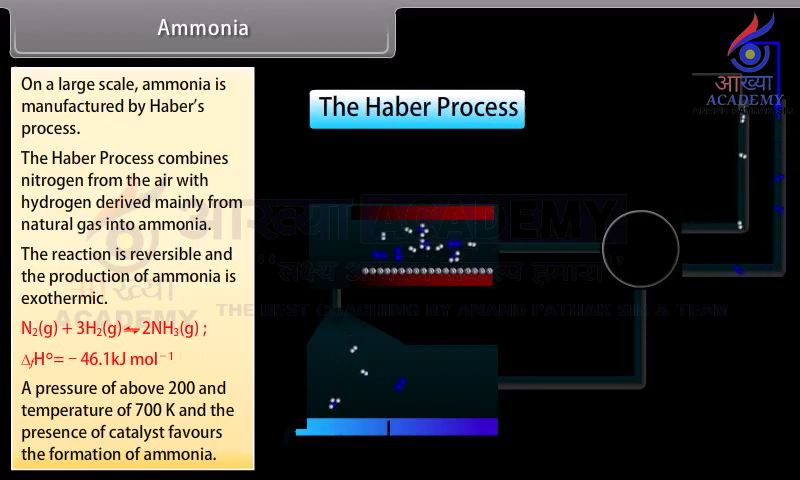 Ammonia
On a large scale, ammonia is
manufactured by Haber's
process.
The Haber Process combines
nitrogen from the air with
hydrogen derived mainly from
natural gas into ammonia.
The reaction is reversible and
the production of ammonia is
exothermic.
N₂(g) + 3H₂(g) ⇌ 2NH₃(g) ;
ΔfH° = − 46.1kJ mol⁻¹
A pressure of above 200 and
temperature of 700 K and the
presence of catalyst favours
the formation of ammonia.
The Haber Process
आख्या
ACADEMY
आख्या ACADEMY
THE BEST COACHING BY ANAND PATHAK SIR & TEAM
आख्या
ACADEMY